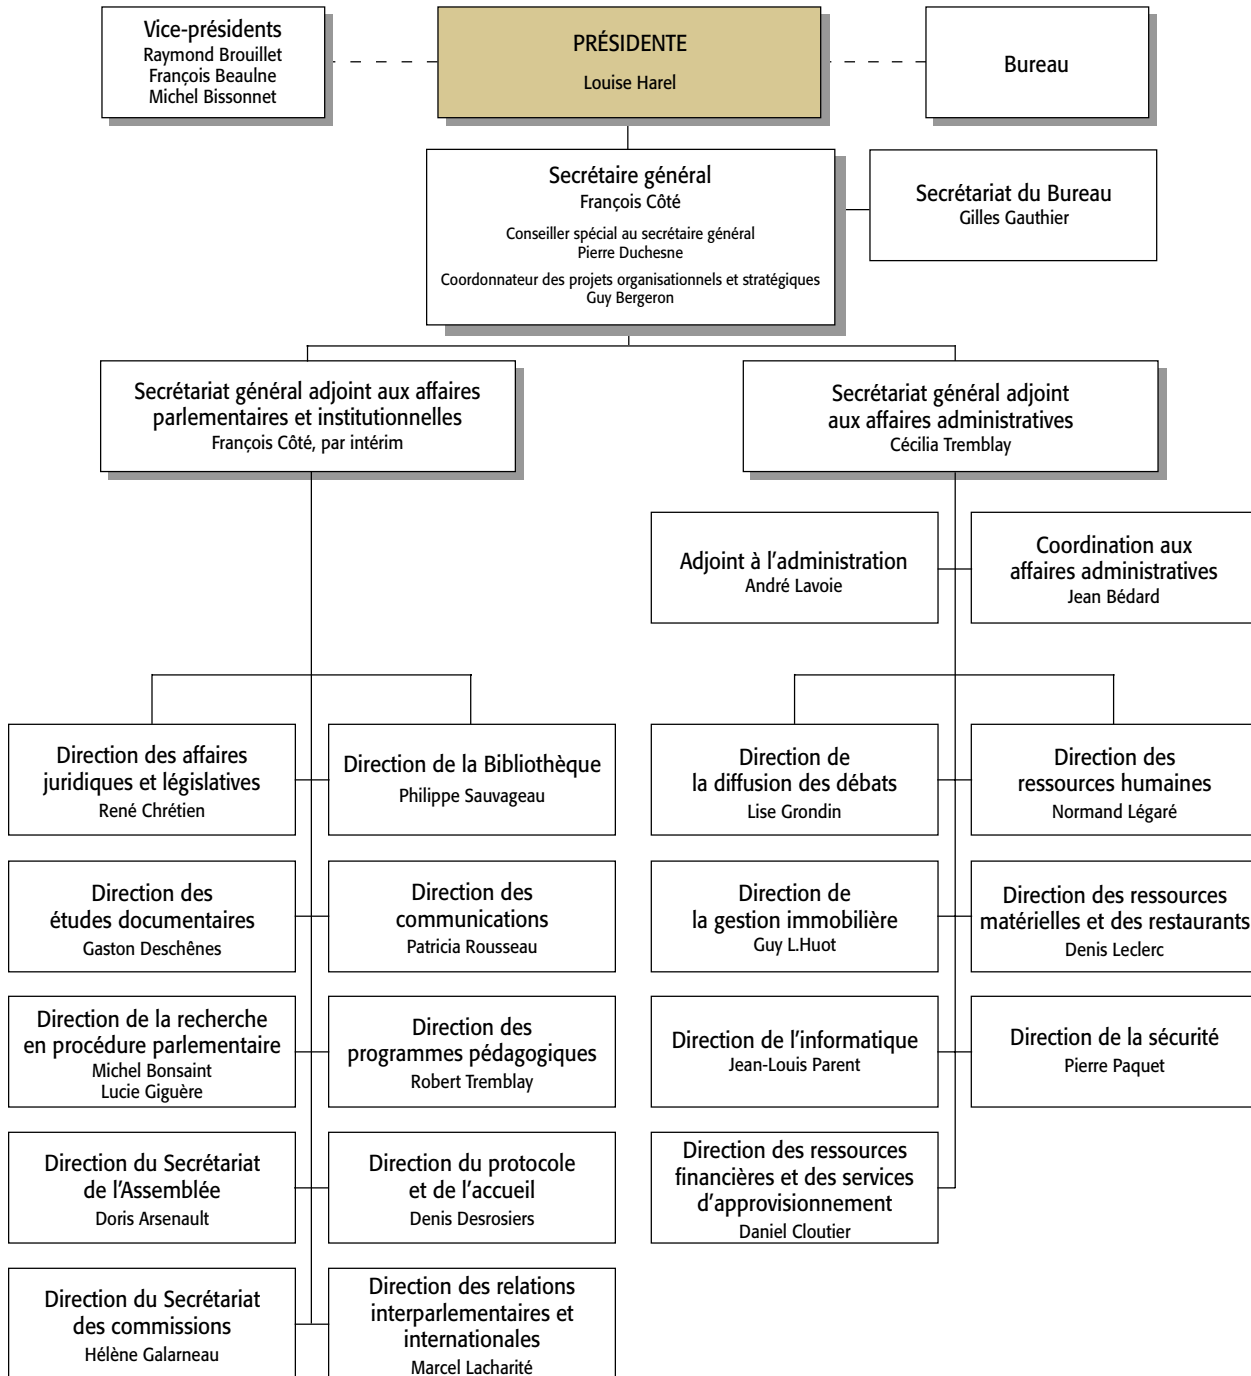 Vice-présidents
Raymond Brouillet
François Beaulne
Michel Bissonnet
PRÉSIDENTE
Louise Harel
Bureau
Secrétaire général
François Côté
Conseiller spécial au secrétaire général
Pierre Duchesne
Coordonnateur des projets organisationnels et stratégiques
Guy Bergeron
Secrétariat du Bureau
Gilles Gauthier
Secrétariat général adjoint aux affaires
parlementaires et institutionnelles
François Côté, par intérim
Secrétariat général adjoint
aux affaires administratives
Cécilia Tremblay
Adjoint à l'administration
André Lavoie
Coordination aux
affaires administratives
Jean Bédard
Direction des affaires
juridiques et législatives
René Chrétien
Direction de la Bibliothèque
Philippe Sauvageau
Direction de
la diffusion des débats
Lise Grondin
Direction des
ressources humaines
Normand Légaré
Direction des
études documentaires
Gaston Deschênes
Direction des
communications
Patricia Rousseau
Direction de
la gestion immobilière
Guy L.Huot
Direction des ressources
matérielles et des restaurants
Denis Leclerc
Direction de la recherche
en procédure parlementaire
Michel Bonsaint
Lucie Giguère
Direction des
programmes pédagogiques
Robert Tremblay
Direction de l'informatique
Jean-Louis Parent
Direction de la sécurité
Pierre Paquet
Direction du Secrétariat
de l'Assemblée
Doris Arsenault
Direction du protocole
et de l'accueil
Denis Desrosiers
Direction des ressources
financières et des services
d'approvisionnement
Daniel Cloutier
Direction du Secrétariat
des commissions
Hélène Galarneau
Direction des relations
interparlementaires et
internationales
Marcel Lacharité